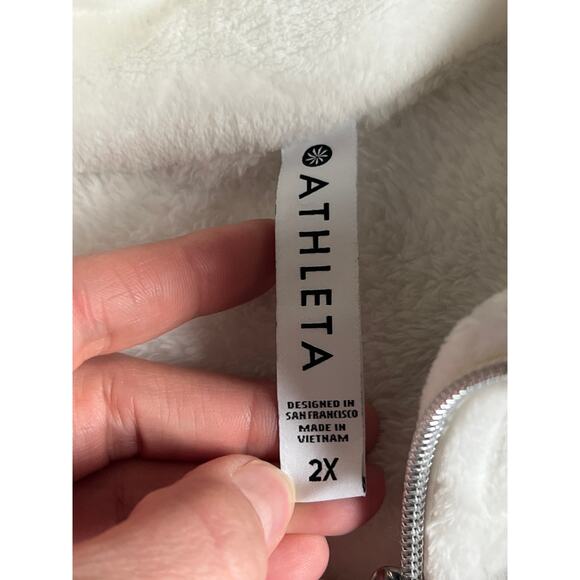 ATHLETA
DESIGNED IN
SAN FRANCISCO
MADE IN
VIETNAM
2X